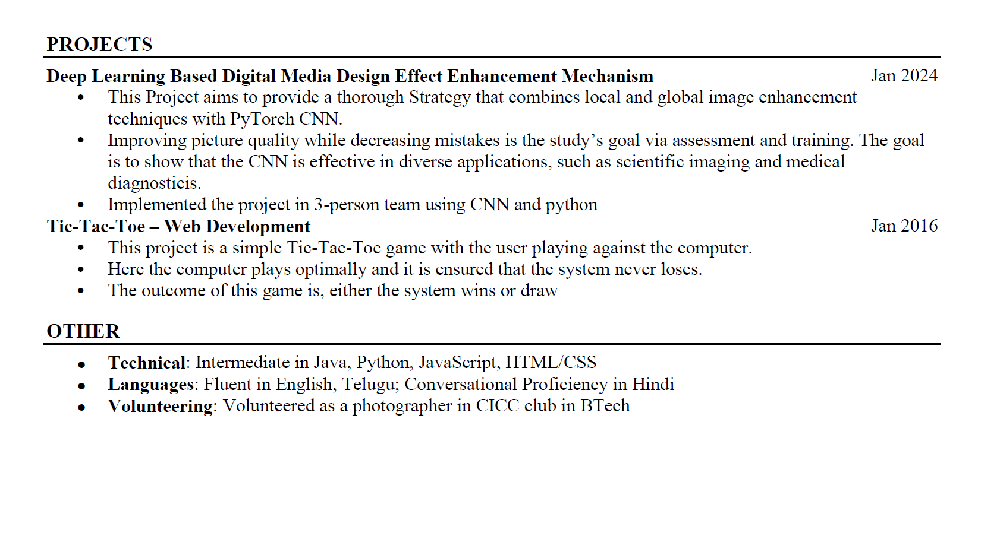 PROJECTS
Deep Learning Based Digital Media Design Effect Enhancement Mechanism Jan 2024
• This Project aims to provide a thorough Strategy that combines local and global image enhancement
techniques with PyTorch CNN.
• Improving picture quality while decreasing mistakes is the study’s goal via assessment and training. The goal
is to show that the CNN is effective in diverse applications, such as scientific imaging and medical
diagnosticis.
• Implemented the project in 3-person team using CNN and python
Tic-Tac-Toe – Web Development Jan 2016
• This project is a simple Tic-Tac-Toe game with the user playing against the computer.
• Here the computer plays optimally and it is ensured that the system never loses.
• The outcome of this game is, either the system wins or draw
OTHER
• Technical: Intermediate in Java, Python, JavaScript, HTML/CSS
• Languages: Fluent in English, Telugu; Conversational Proficiency in Hindi
• Volunteering: Volunteered as a photographer in CICC club in BTech